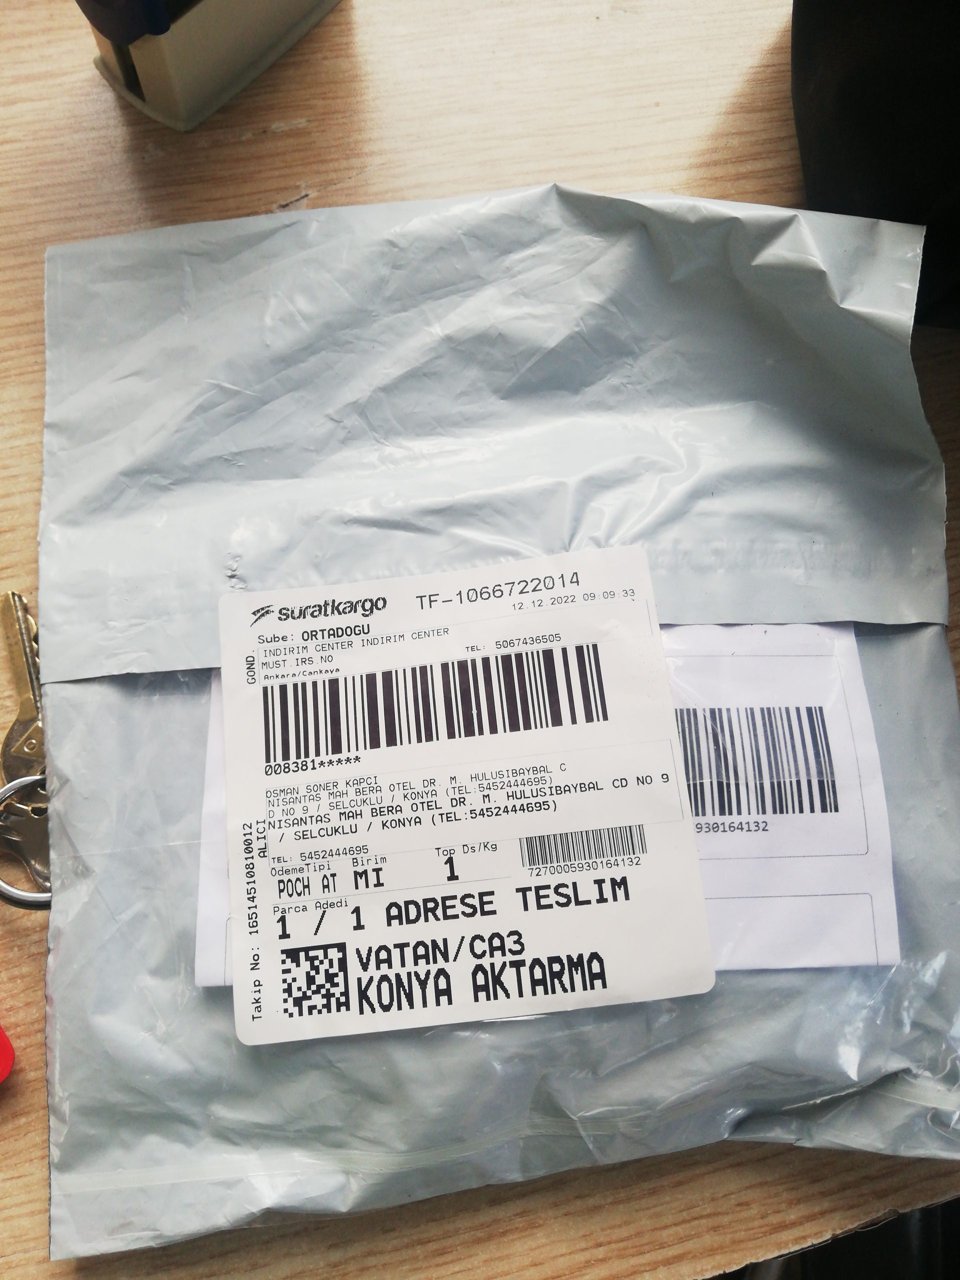 suratkargo TF-1066722014
12.12.2022 09:09:33
Sube: ORTADOGU
GOND.
INDIRIM CENTER INDIRIM CENTER
TEL: 5067436505
MUST.IRS.NO
Ankara/Cankaya
008381*****
930164132
ALICI
OSMAN SONER KAPCI
NISANTAS MAH BERA OTEL DR. M. HULUSIBAYBAL C
D NO 9 / SELCUKLU / KONYA (TEL:5452444695)
NISANTAS MAH BERA OTEL DR. M. HULUSIBAYBAL CD NO 9
/ SELCUKLU / KONYA (TEL:5452444695)
TEL: 5452444695
OdemeTipi Birim Top Ds/Kg
POCH AT MI 1
7270005930164132
Parca Adedi
1 / 1 ADRESE TESLIM
VATAN/CA3
KONYA AKTARMA
Takip No: 16514510810012